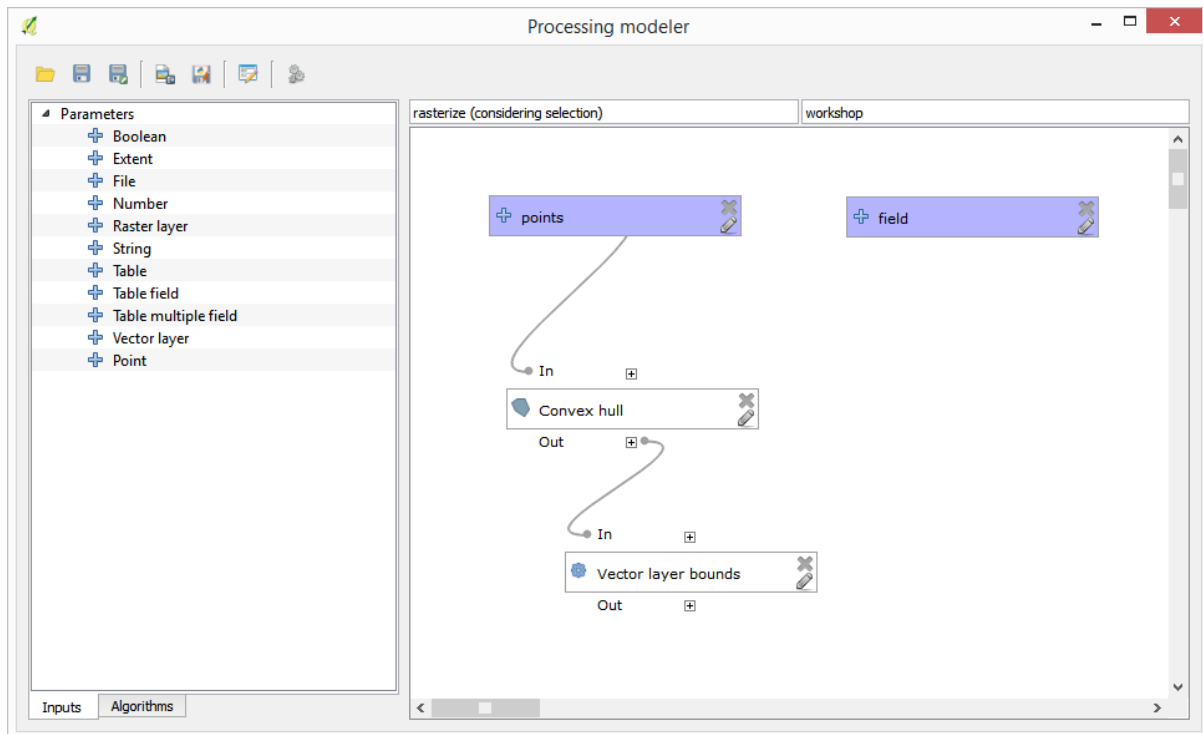 Processing modeler
Parameters
Boolean
Extent
File
Number
Raster layer
String
Table
Table field
Table multiple field
Vector layer
Point
Inputs
Algorithms
rasterize (considering selection)
workshop
points
field
In
Convex hull
Out
In
Vector layer bounds
Out